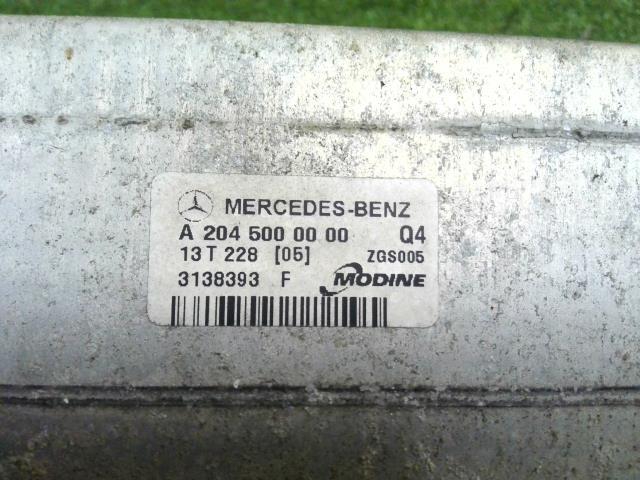 MERCEDES-BENZ
A 204 500 00 00 Q4
13 T 228 [05] ZGS005
3138393 F MODINE